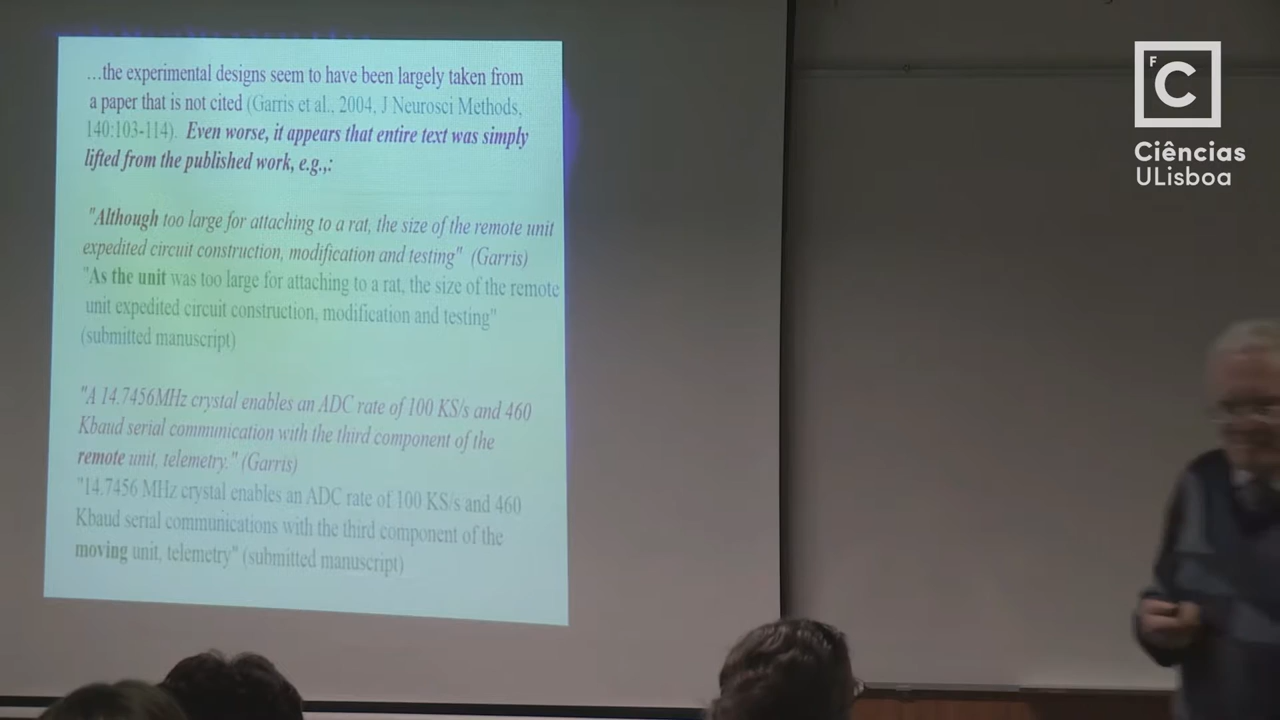 …the experimental designs seem to have been largely taken from
a paper that is not cited (Garris et al., 2004, J Neurosci Methods,
140:103-114). Even worse, it appears that entire text was simply
lifted from the published work, e.g.,:
"Although too large for attaching to a rat, the size of the remote unit
expedited circuit construction, modification and testing" (Garris)
"As the unit was too large for attaching to a rat, the size of the remote
unit expedited circuit construction, modification and testing"
(submitted manuscript)
"A 14.7456MHz crystal enables an ADC rate of 100 KS/s and 460
Kbaud serial communication with the third component of the
remote unit, telemetry." (Garris)
"14.7456 MHz crystal enables an ADC rate of 100 KS/s and 460
Kbaud serial communications with the third component of the
moving unit, telemetry" (submitted manuscript)
F
C
Ciências
ULisboa